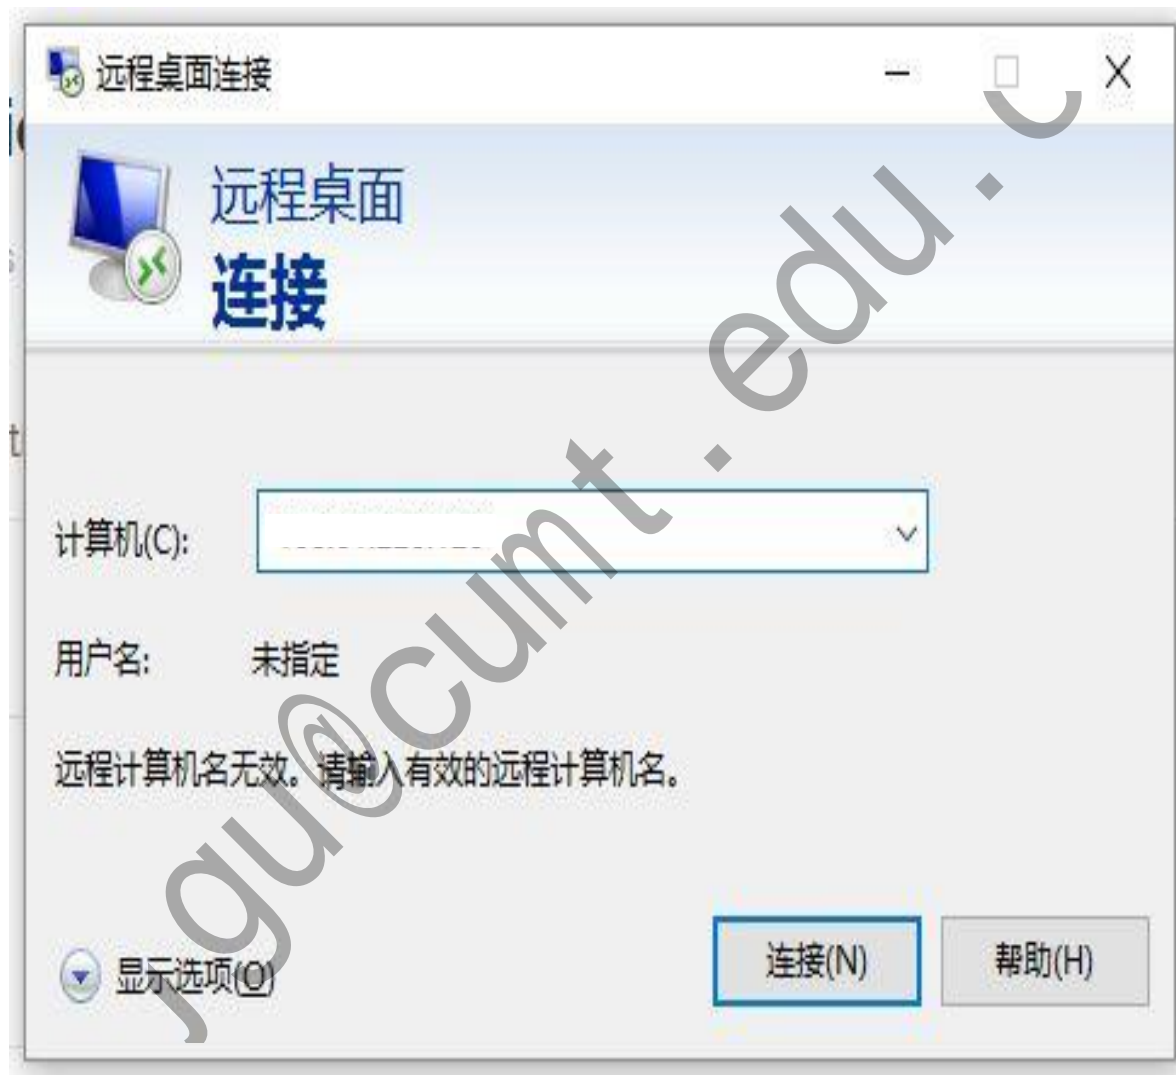 远程桌面连接
远程桌面
连接
计算机(C):
用户名: 未指定
远程计算机名无效。请输入有效的远程计算机名。
显示选项(O)
连接(N) 帮助(H)
jgu@cumt.edu.c